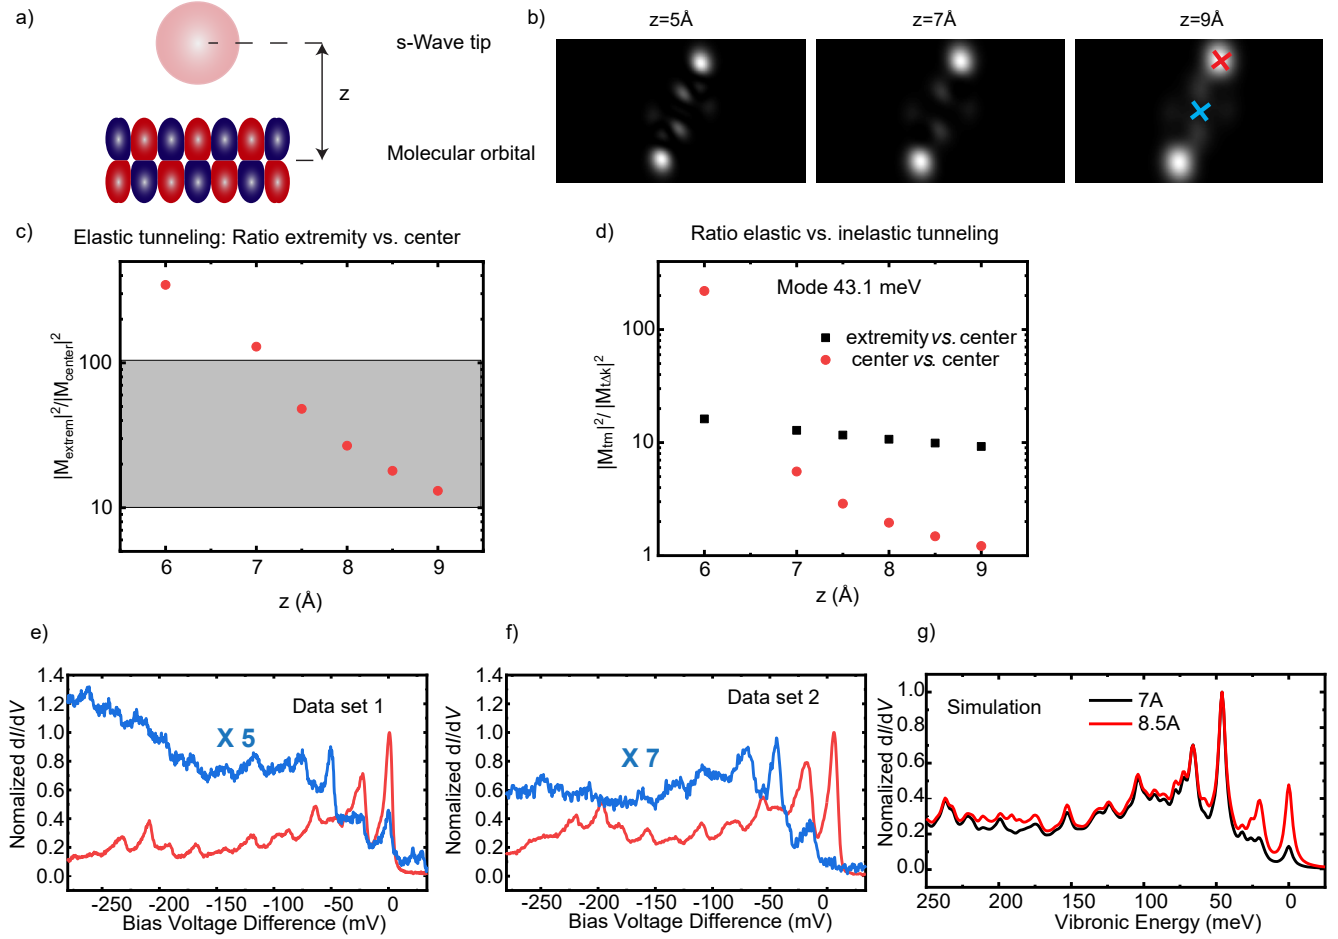 a)
s-Wave tip
z
Molecular orbital
b)
z=5Å
z=7Å
z=9Å
c)
Elastic tunneling: Ratio extremity vs. center
|M_extrem|²/|M_center|²
100
10
6
7
8
9
z (Å)
d)
Ratio elastic vs. inelastic tunneling
Mode 43.1 meV
extremity vs. center
center vs. center
|M_tm|²/ |M_tΔk|²
100
10
1
6
7
8
9
z (Å)
e)
Data set 1
X 5
Nomalized dI/dV
1.4
1.2
1.0
0.8
0.6
0.4
0.2
0.0
-250 -200 -150 -100 -50 0
Bias Voltage Difference (mV)
f)
Data set 2
X 7
Nomalized dI/dV
1.4
1.2
1.0
0.8
0.6
0.4
0.2
0.0
-250 -200 -150 -100 -50 0
Bias Voltage Difference (mV)
g)
Simulation
7A
8.5A
Nomalized dI/dV
1.0
0.8
0.6
0.4
0.2
0.0
250 200 150 100 50 0
Vibronic Energy (meV)